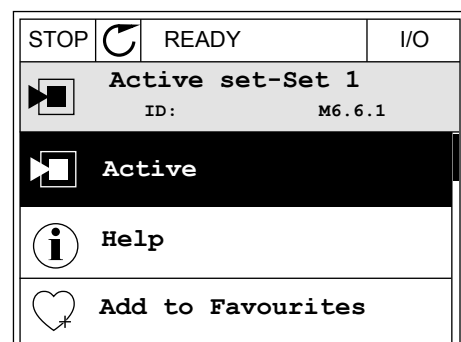 STOP READY I/O
Active set-Set 1
ID: M6.6.1
Active
Help
Add to Favourites